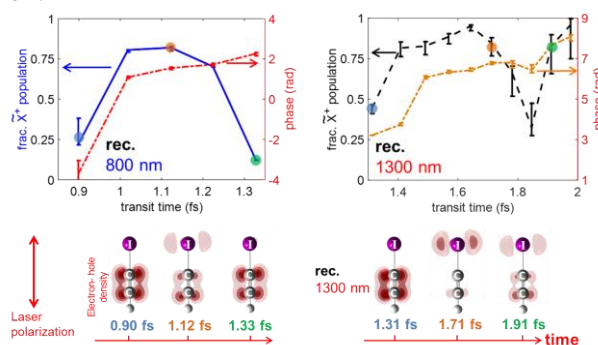 frac. X̃⁺ population
1
0.75
0.5
0.25
0
4
2
0
-2
-4
phase (rad)
rec.
800 nm
0.9 1 1.1 1.2 1.3
transit time (fs)
frac. X̃⁺ population
1
0.75
0.5
0.25
0
9
7
5
3
1
phase (rad)
rec.
1300 nm
1.4 1.6 1.8 2
transit time (fs)
Laser
polarization
Electron- hole
density
I I I
C C C
C C C
0.90 fs 1.12 fs 1.33 fs
rec.
1300 nm
I I I
C C C
C C C
1.31 fs 1.71 fs 1.91 fs
time